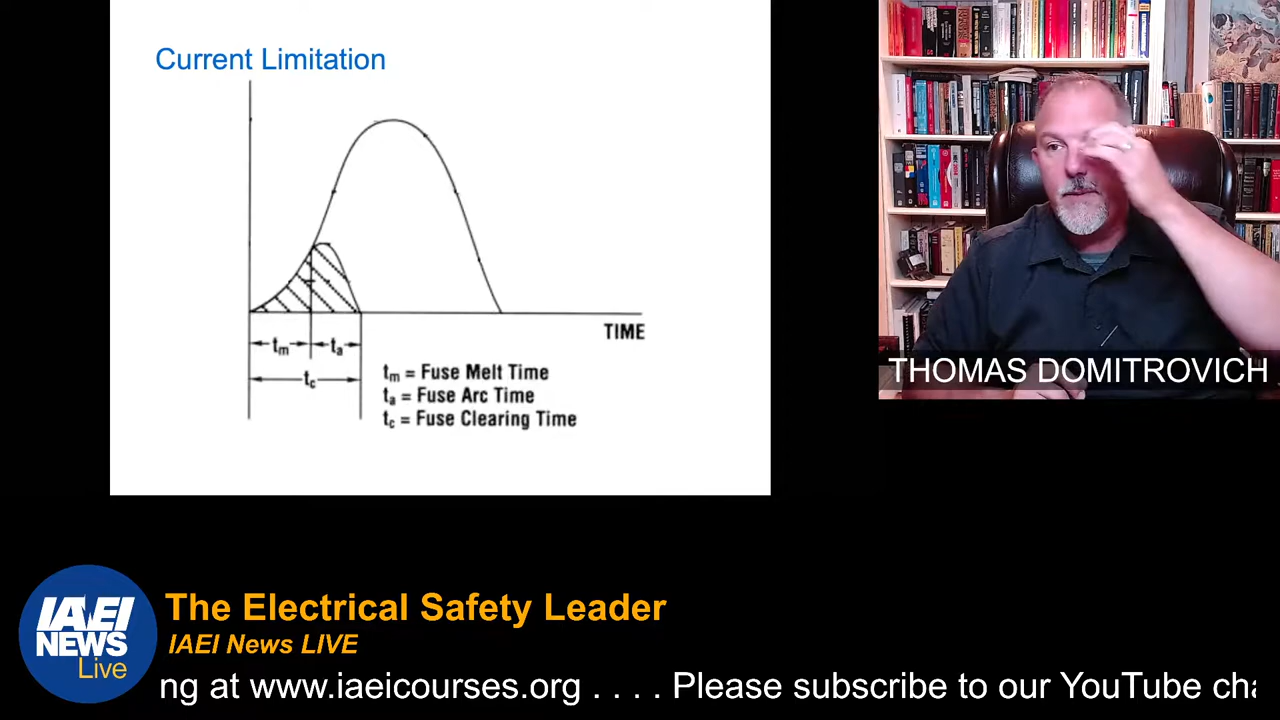 Current Limitation
TIME
tm
ta
tc
tm = Fuse Melt Time
ta = Fuse Arc Time
tc = Fuse Clearing Time
THOMAS DOMITROVICH
IAEI
NEWS
Live
The Electrical Safety Leader
IAEI News LIVE
ng at www.iaeicourses.org . . . . Please subscribe to our YouTube cha